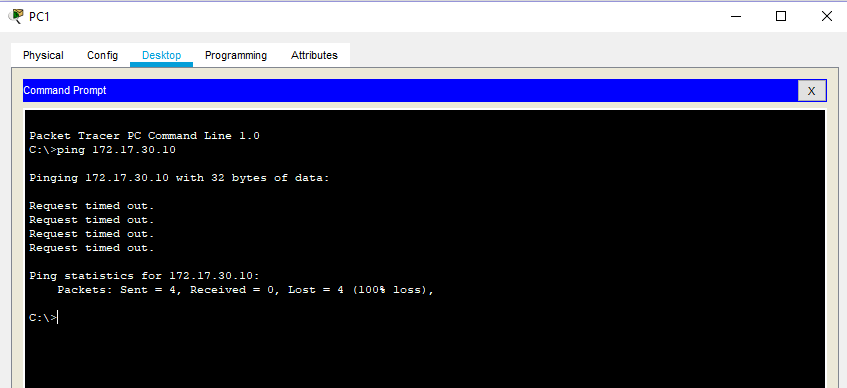 PC1
Physical Config Desktop Programming Attributes
Command Prompt X
Packet Tracer PC Command Line 1.0
C:\>ping 172.17.30.10
Pinging 172.17.30.10 with 32 bytes of data:
Request timed out.
Request timed out.
Request timed out.
Request timed out.
Ping statistics for 172.17.30.10:
    Packets: Sent = 4, Received = 0, Lost = 4 (100% loss),
C:\>